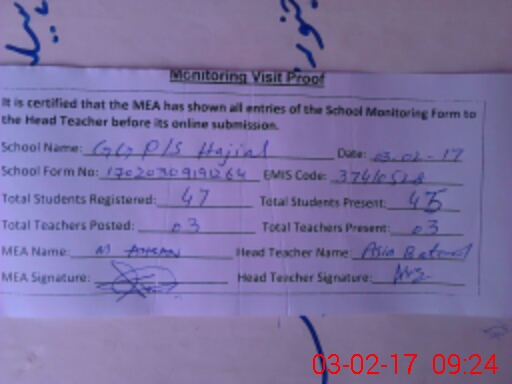 Monitoring Visit Proof
It is certified that the MEA has shown all entries of the School Monitoring Form to
the Head Teacher before its online submission.
School Name: GG P/S Hajial Date: 03-02-17
School Form No: EMIS Code:
Total Students Registered: 47 Total Students Present: 45
Total Teachers Posted: 03 Total Teachers Present: 03
MEA Name: Head Teacher Name: Asia
MEA Signature: Head Teacher Signature:
03-02-17 09:24